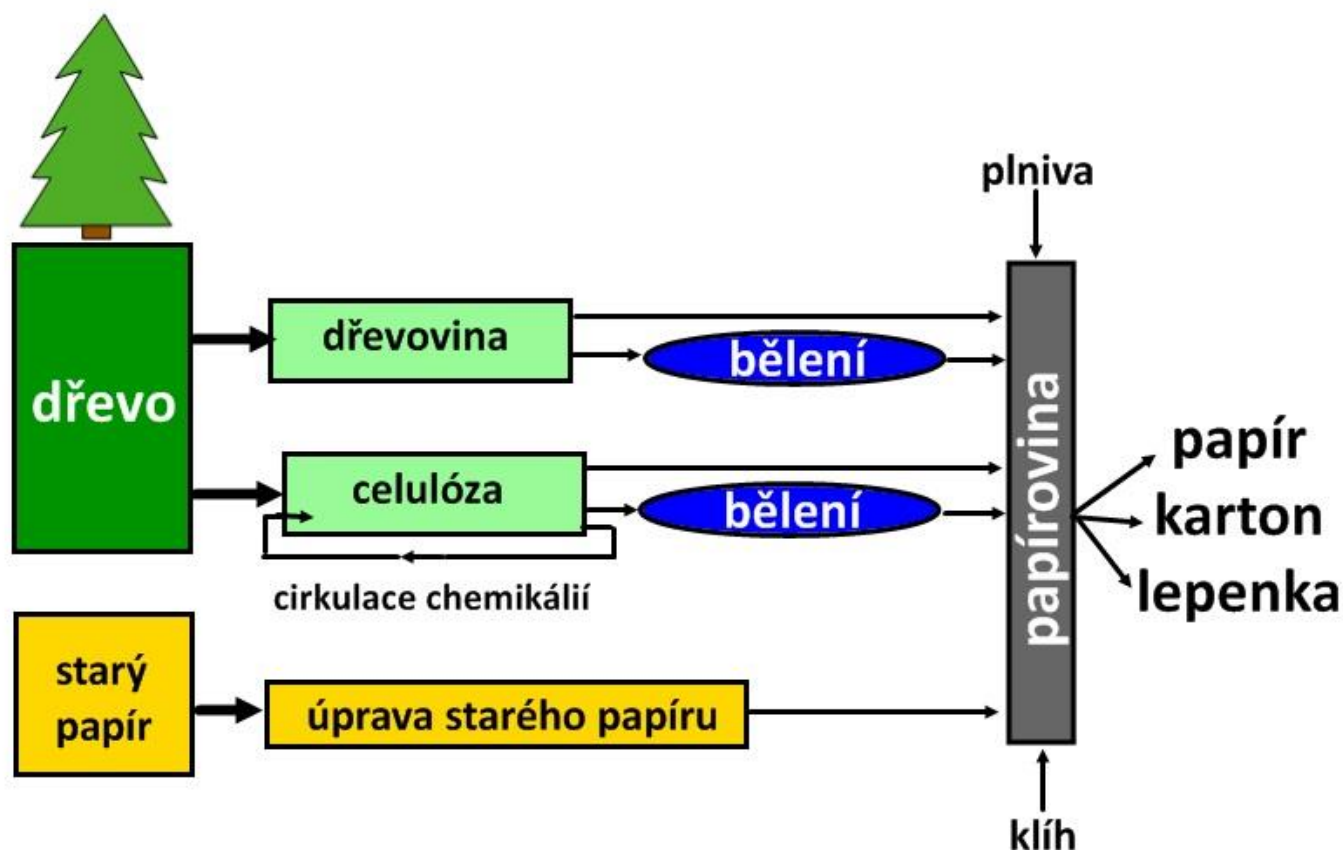 plniva
dřevovina
bělení
dřevo
celulóza
bělení
cirkulace chemikálií
starý
papír
úprava starého papíru
papírovina
papír
karton
lepenka
klíh